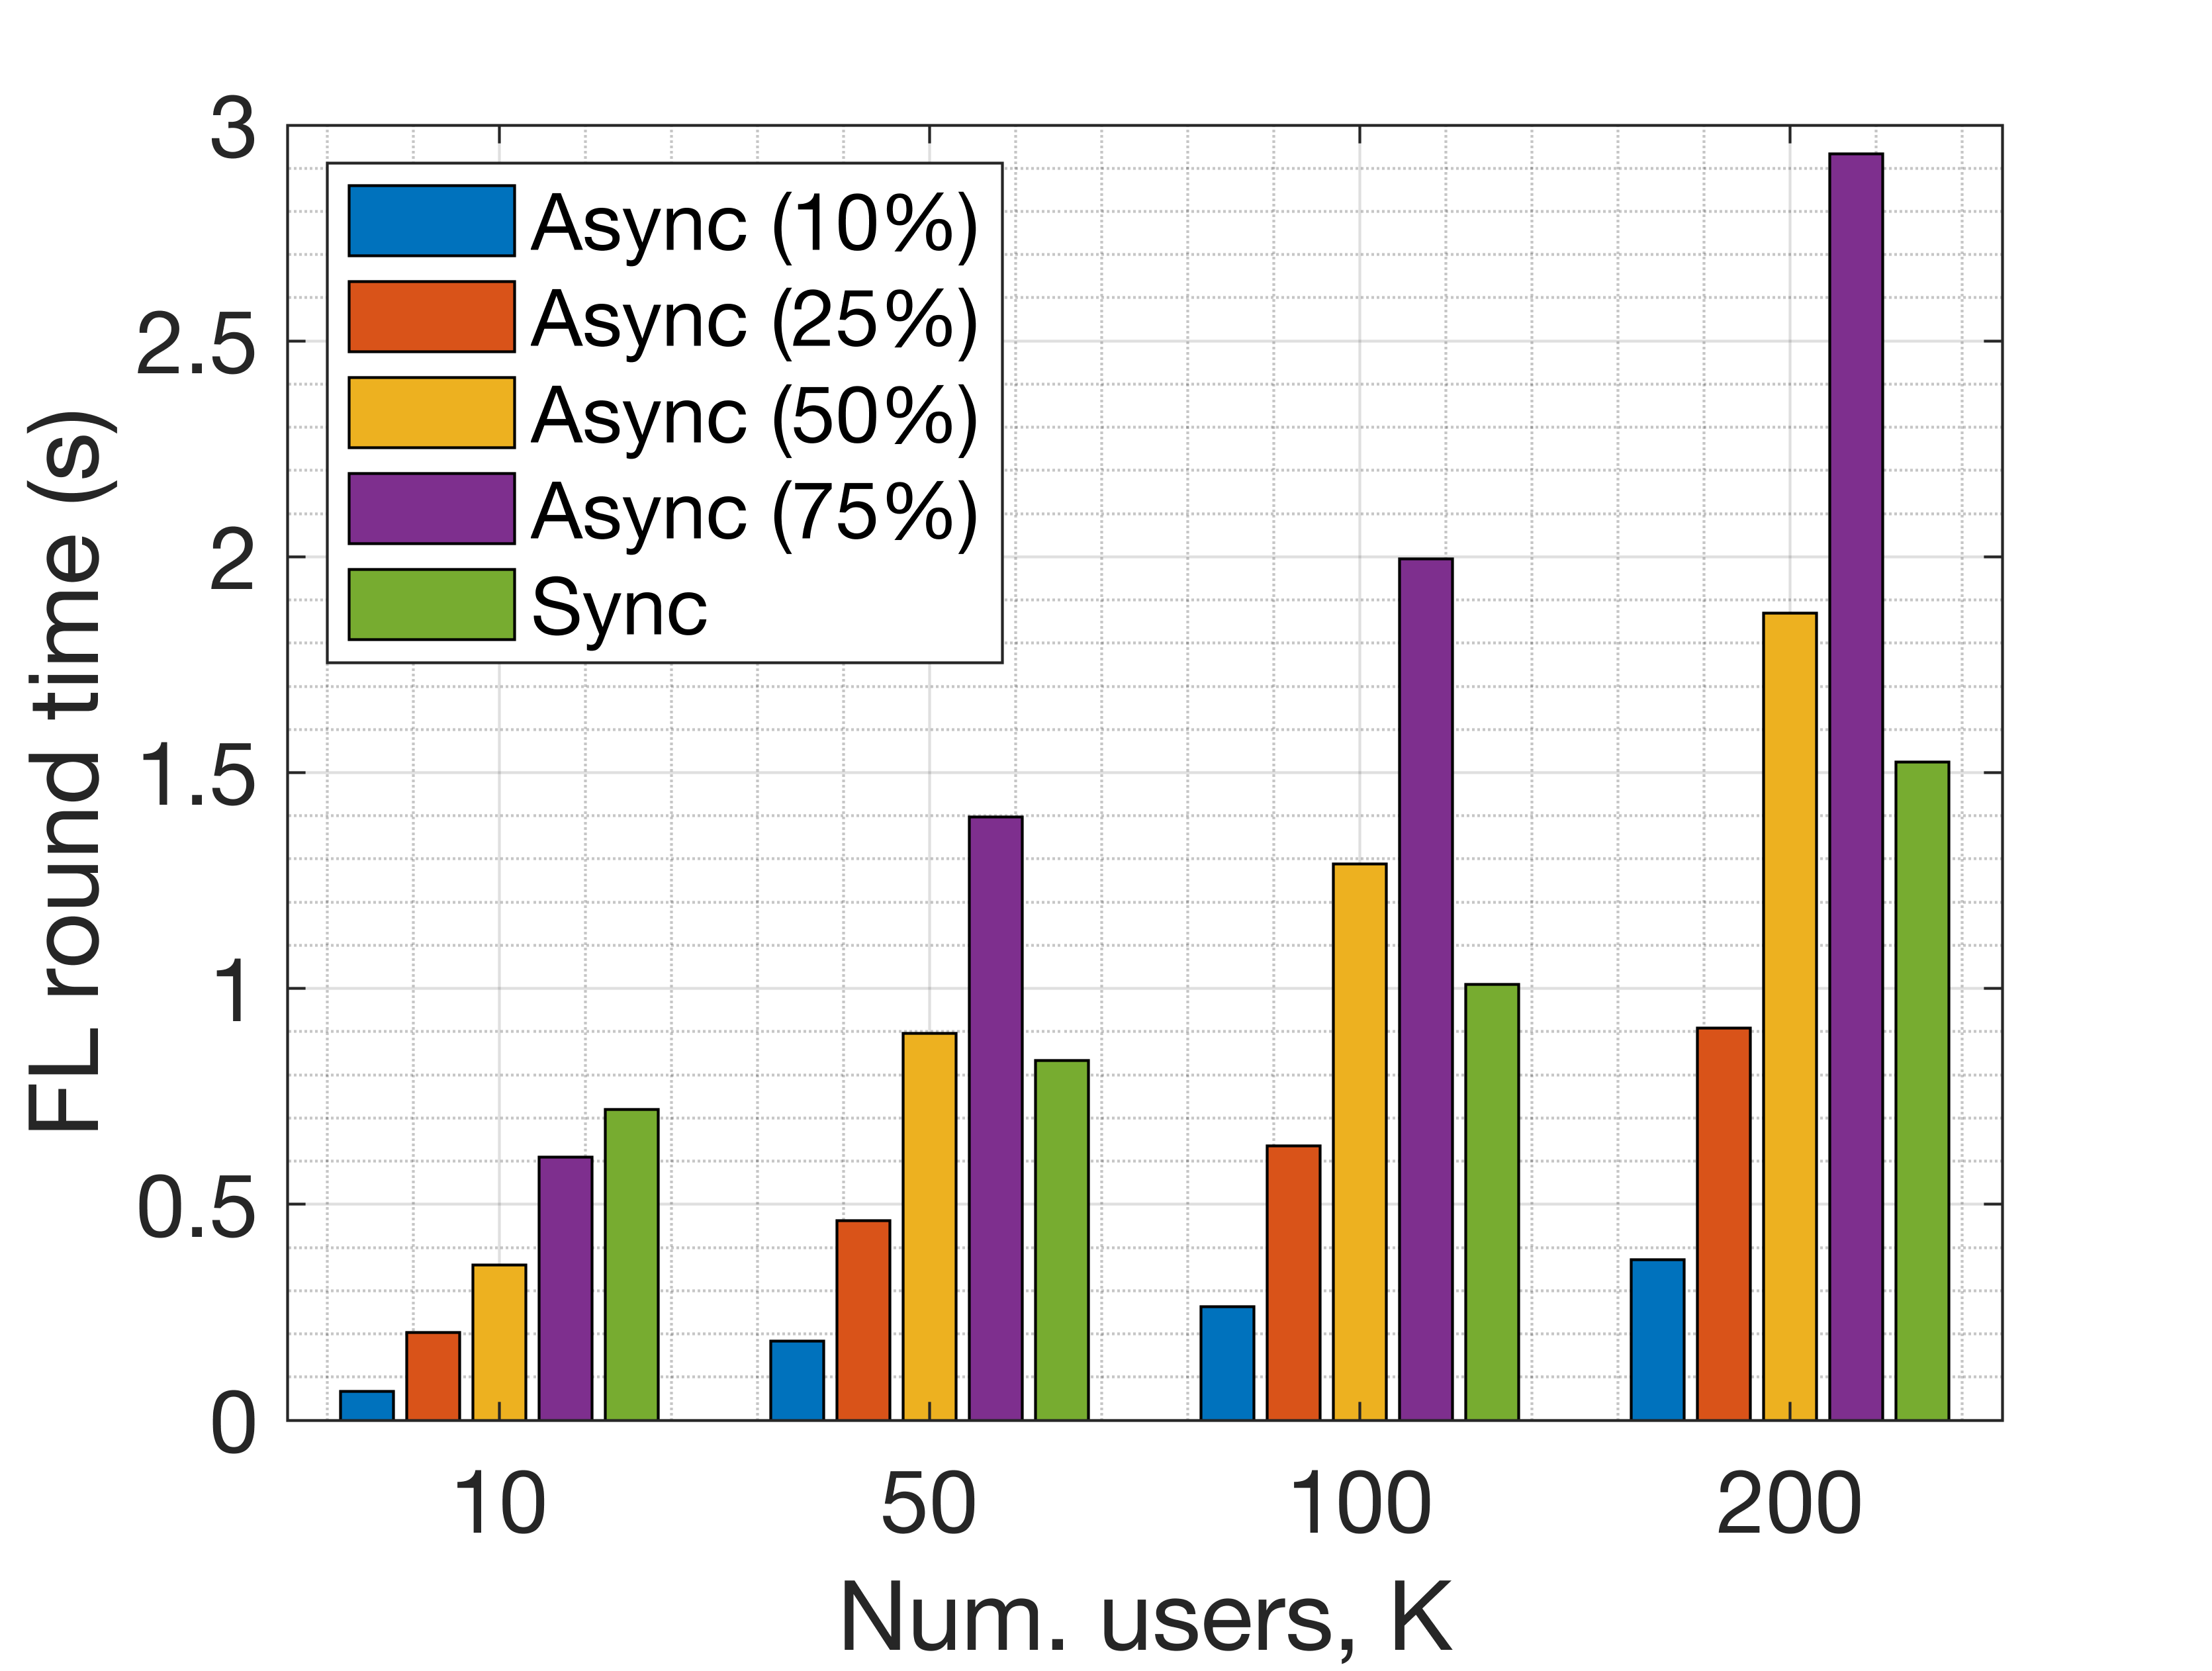 FL round time (s)
3
2.5
2
1.5
1
0.5
0
Async (10%)
Async (25%)
Async (50%)
Async (75%)
Sync
10 50 100 200
Num. users, K